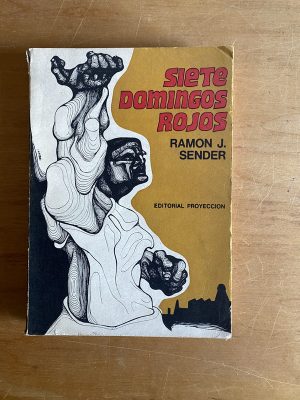 SIETE
DOMINGOS
ROJOS
RAMON J.
SENDER
EDITORIAL PROYECCION